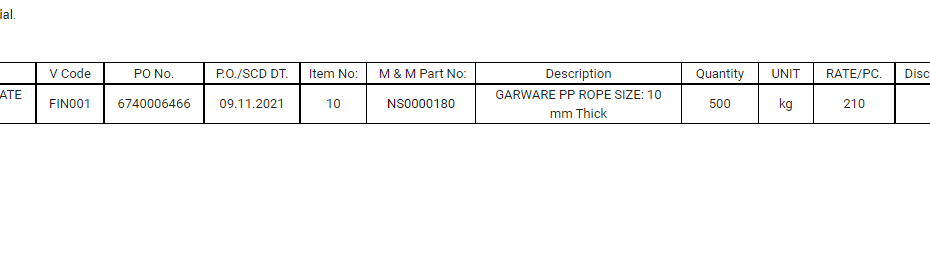 ial.
V Code PO No. P.O./SCD DT. Item No: M & M Part No: Description Quantity UNIT RATE/PC. Disc
ATE FIN001 6740006466 09.11.2021 10 NS0000180 GARWARE PP ROPE SIZE: 10 500 kg 210
mm Thick